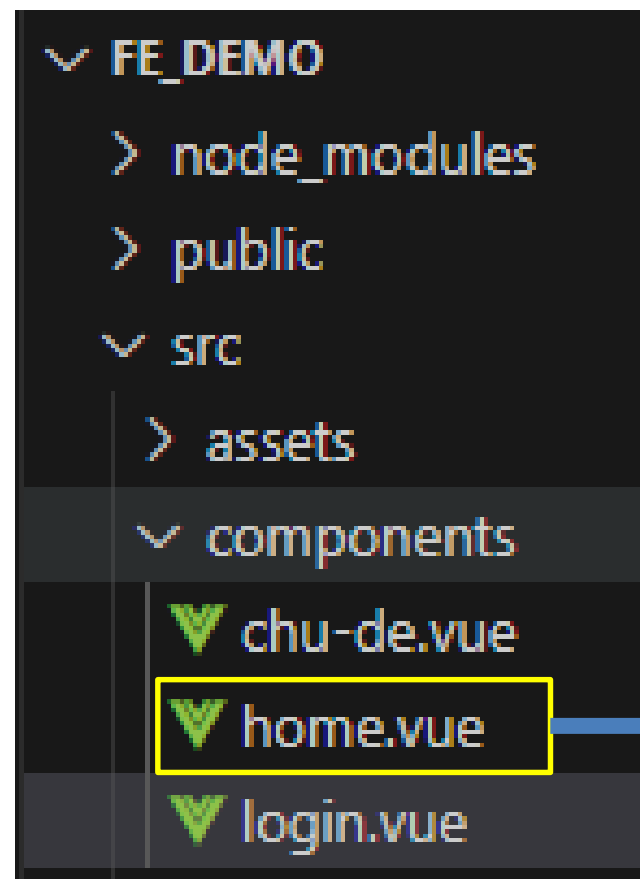 FE_DEMO
node_modules
public
src
assets
components
chu-de.vue
home.vue
login.vue